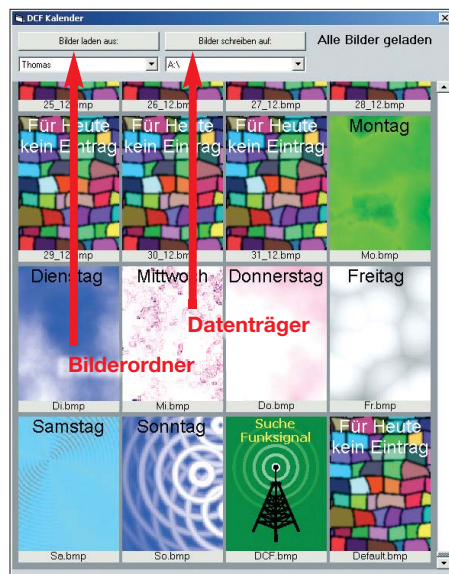 DCF Kalender
Bilder laden aus:
Bilder schreiben auf:
Alle Bilder geladen
Thomas
A:\
25_12.bmp
26_12.bmp
27_12.bmp
28_12.bmp
Für Heute
kein Eintrag
Für Heute
kein Eintrag
Für Heute
kein Eintrag
Montag
29_12.bmp
30_12.bmp
31_12.bmp
Mo.bmp
Dienstag
Mittwoch
Donnerstag
Freitag
Datenträger
Bilderordner
Di.bmp
Mi.bmp
Do.bmp
Fr.bmp
Samstag
Sonntag
Suche
Funksignal
Für Heute
kein Eintrag
Sa.bmp
So.bmp
DCF.bmp
Default.bmp